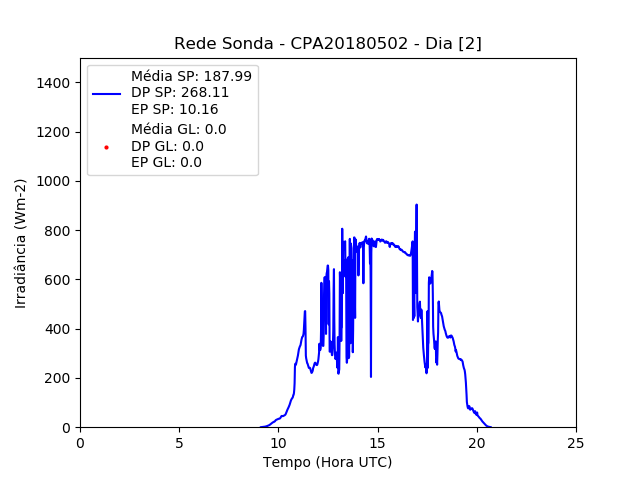 Rede Sonda - CPA20180502 - Dia [2]
Média SP: 187.99
DP SP: 268.11
EP SP: 10.16
Média GL: 0.0
DP GL: 0.0
EP GL: 0.0
Irradiância (Wm-2)
1400
1200
1000
800
600
400
200
0
0 5 10 15 20 25
Tempo (Hora UTC)